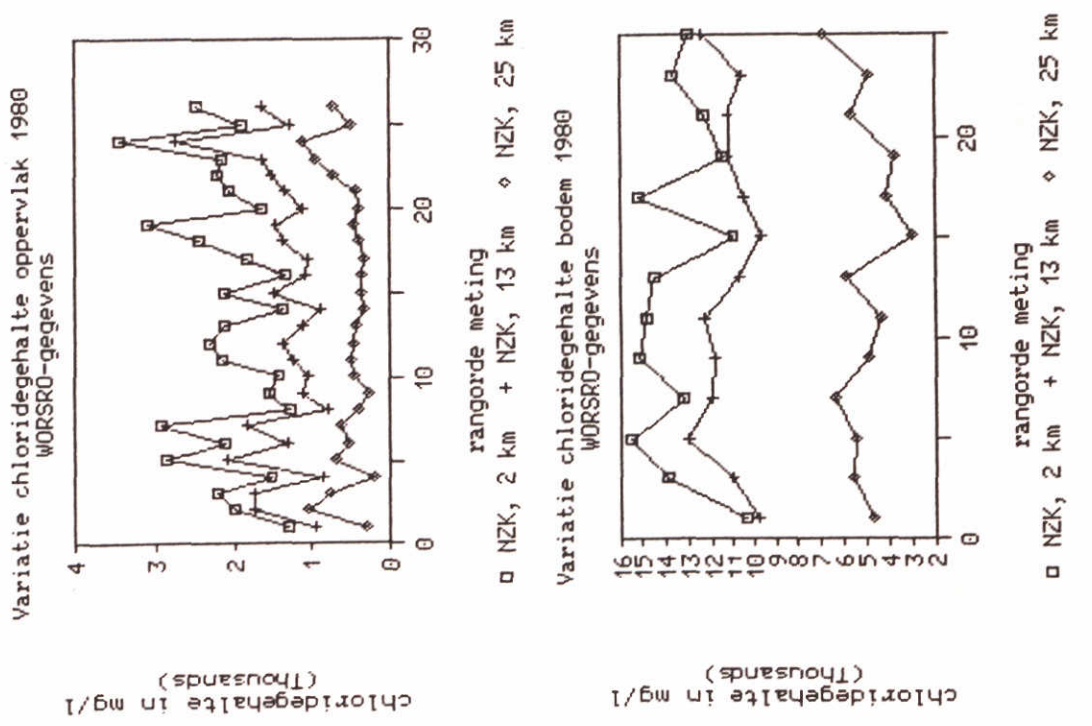 Variatie chloridegehalte oppervlak 1980
WORSRO-gegevens
chloridegehalte in mg/l
(Thousands)
4
3
2
1
0
0
10
20
30
rangorde meting
□ NZK, 2 km + NZK, 13 km ◇ NZK, 25 km
Variatie chloridegehalte bodem 1980
WORSRO-gegevens
chloridegehalte in mg/l
(Thousands)
16
15
14
13
12
11
10
9
8
7
6
5
4
3
2
0
10
20
rangorde meting
□ NZK, 2 km + NZK, 13 km ◇ NZK, 25 km